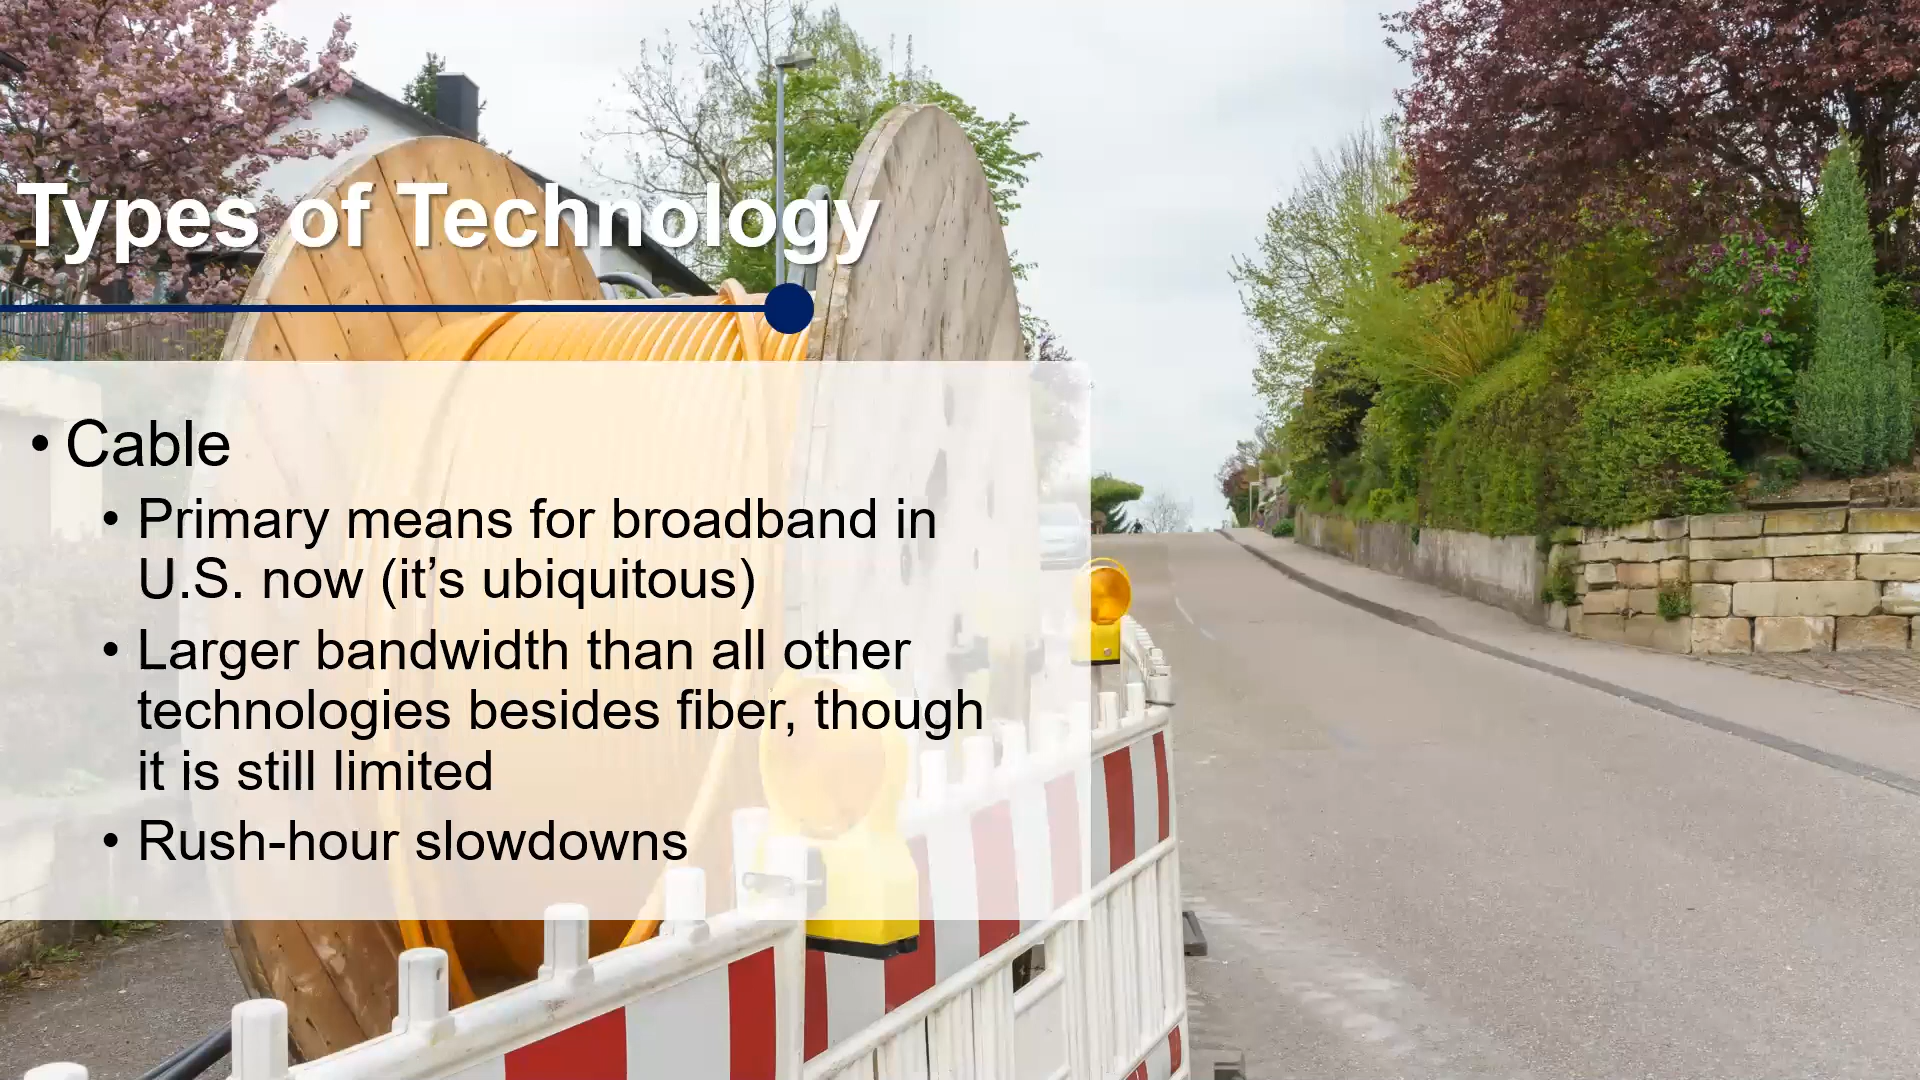 Types of Technology
• Cable
• Primary means for broadband in
U.S. now (it’s ubiquitous)
• Larger bandwidth than all other
technologies besides fiber, though
it is still limited
• Rush-hour slowdowns